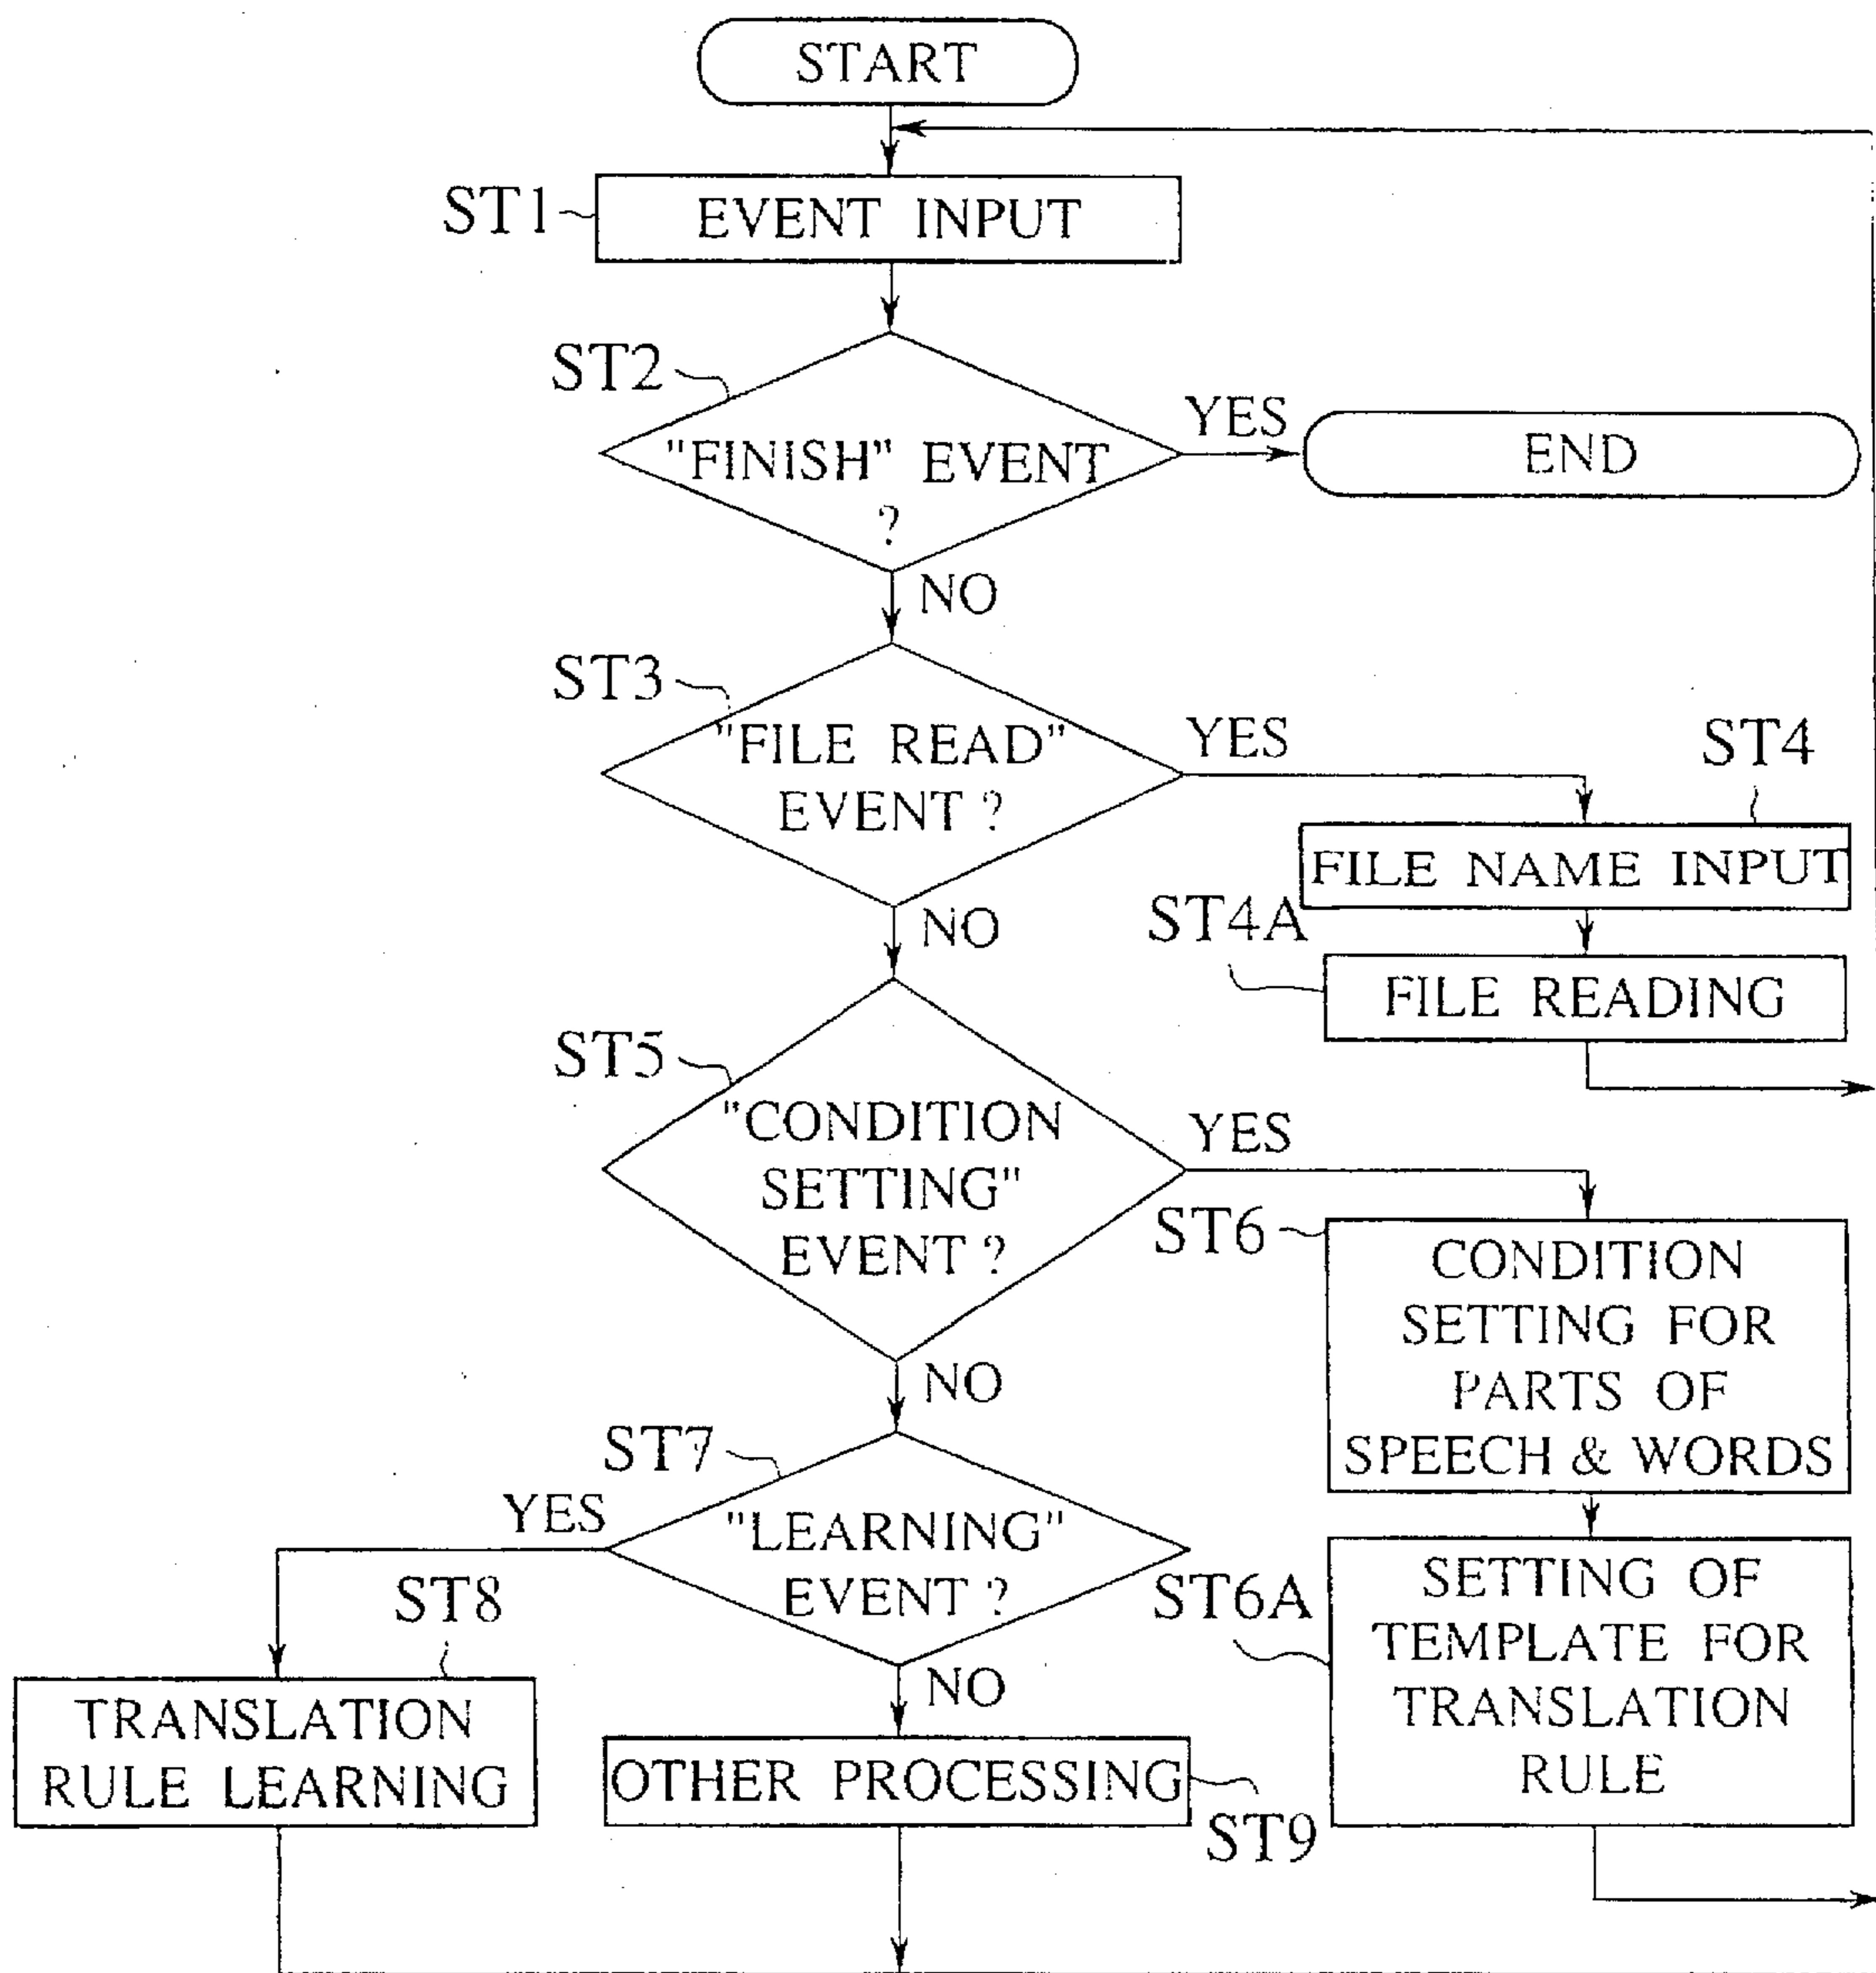 START
ST1
EVENT INPUT
ST2
"FINISH" EVENT
?
YES
END
NO
ST3
"FILE READ"
EVENT ?
YES
ST4
FILE NAME INPUT
NO
ST4A
FILE READING
ST5
"CONDITION
SETTING"
EVENT ?
YES
ST6
CONDITION
SETTING FOR
PARTS OF
SPEECH & WORDS
NO
ST7
"LEARNING"
EVENT ?
YES
ST6A
SETTING OF
TEMPLATE FOR
TRANSLATION
RULE
ST8
TRANSLATION
RULE LEARNING
NO
OTHER PROCESSING
ST9